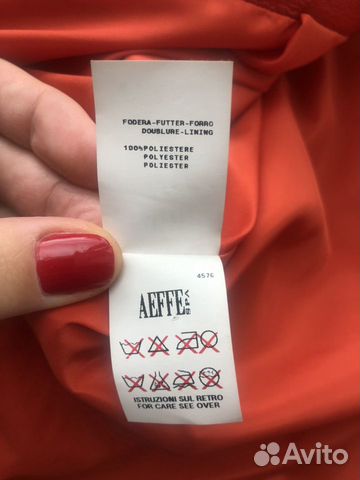 FODERA-FUTTER-FORRO
DOUBLURE-LINING
100%POLIESTERE
POLYESTER
POLIESTER
4576
AEFFE SPA
ISTRUZIONI SUL RETRO
FOR CARE SEE OVER
Avito